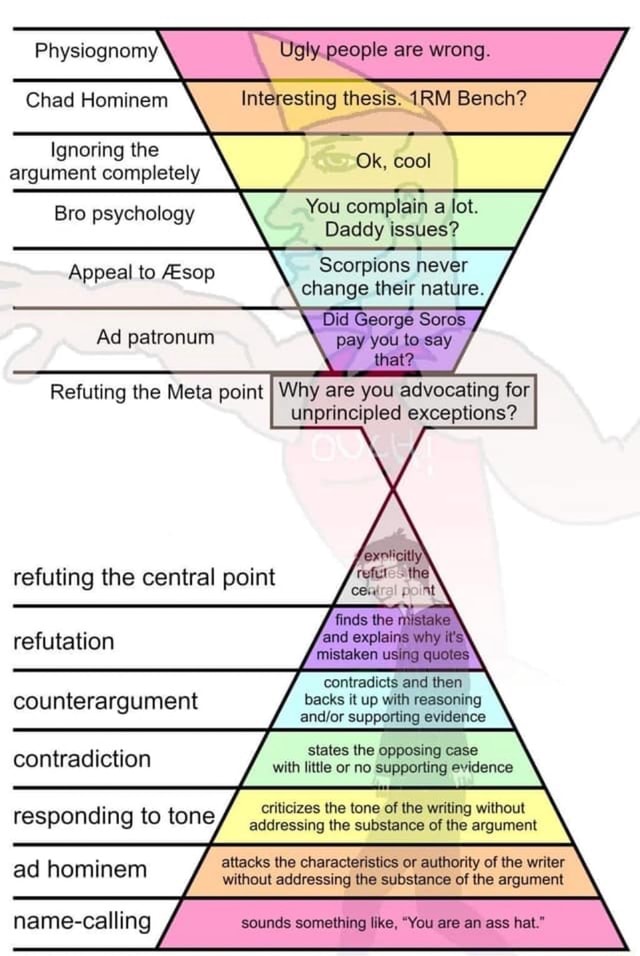 Physiognomy
Ugly people are wrong.
Chad Hominem
Interesting thesis. 1RM Bench?
Ignoring the
argument completely
Ok, cool
Bro psychology
You complain a lot.
Daddy issues?
Appeal to Æsop
Scorpions never
change their nature.
Ad patronum
Did George Soros
pay you to say
that?
Refuting the Meta point
Why are you advocating for
unprincipled exceptions?
OUCH!
refuting the central point
explicitly
refutes the
central point
refutation
finds the mistake
and explains why it's
mistaken using quotes
counterargument
contradicts and then
backs it up with reasoning
and/or supporting evidence
contradiction
states the opposing case
with little or no supporting evidence
responding to tone
criticizes the tone of the writing without
addressing the substance of the argument
ad hominem
attacks the characteristics or authority of the writer
without addressing the substance of the argument
name-calling
sounds something like, "You are an ass hat."